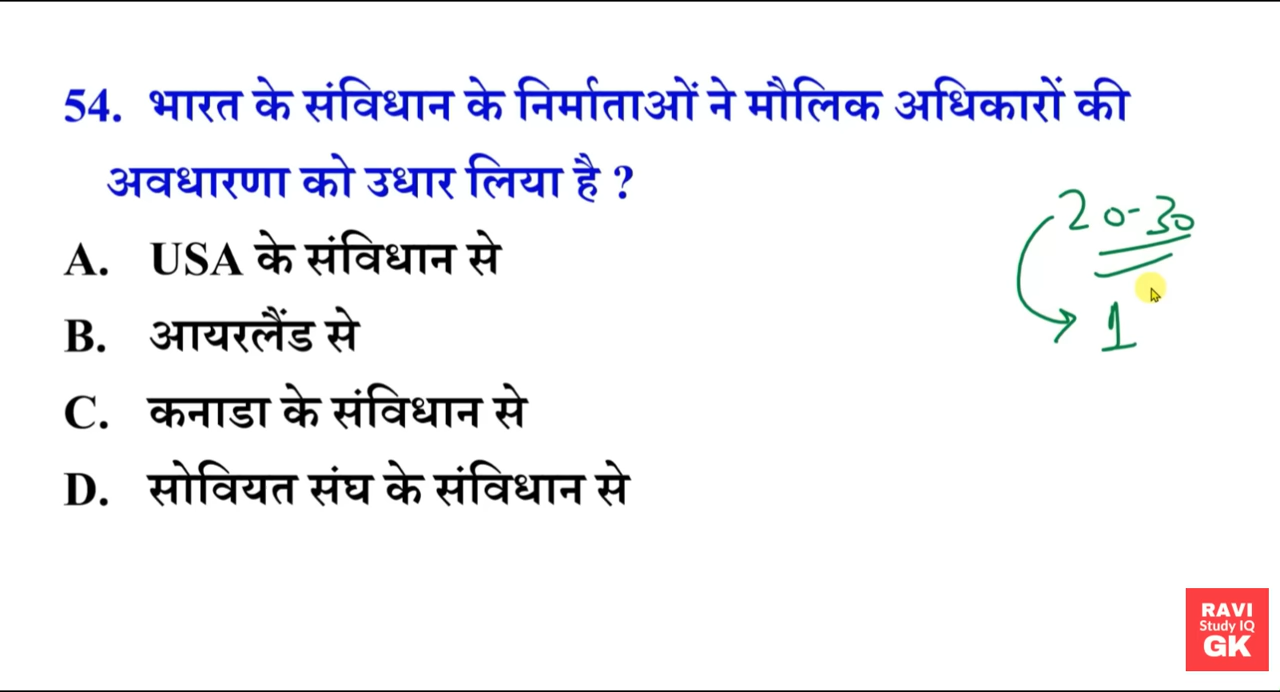 54. भारत के संविधान के निर्माताओं ने मौलिक अधिकारों की
अवधारणा को उधार लिया है ?
A. USA के संविधान से
B. आयरलैंड से
C. कनाडा के संविधान से
D. सोवियत संघ के संविधान से
20-30
1
RAVI
Study IQ
GK